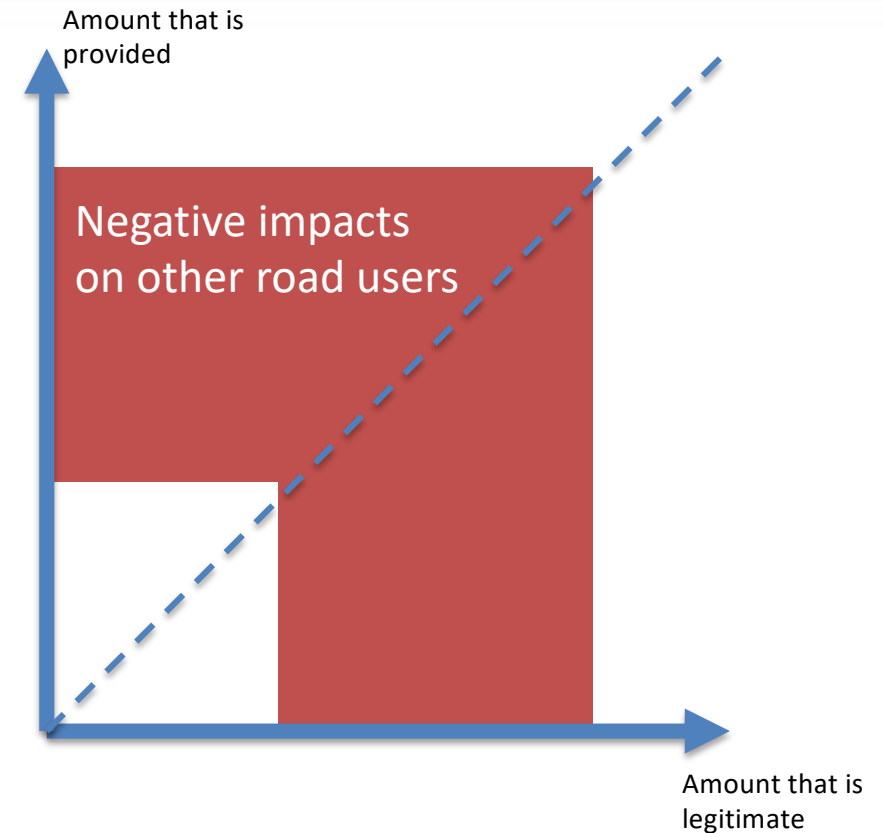 Amount that is
provided
Negative impacts
on other road users
Amount that is
legitimate